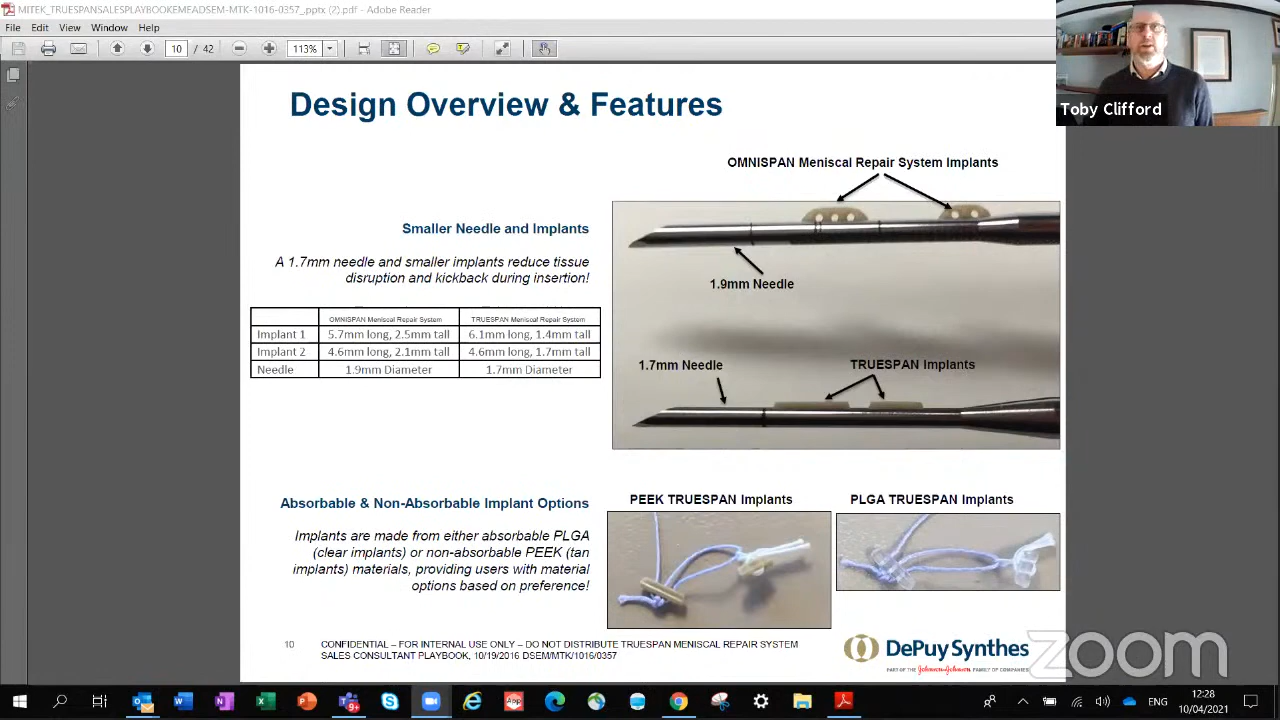 MITEK_TRUESPANSALESPLAYBOOKEMEADSEM-MTK-1016-0357_.pptx (2).pdf - Adobe Reader
File Edit View Window Help
10 / 42
113%
Toby Clifford
Design Overview & Features
OMNISPAN Meniscal Repair System Implants
Smaller Needle and Implants
A 1.7mm needle and smaller implants reduce tissue
disruption and kickback during insertion!
1.9mm Needle
OMNISPAN Meniscal Repair System TRUESPAN Meniscal Repair System
Implant 1 5.7mm long, 2.5mm tall 6.1mm long, 1.4mm tall
Implant 2 4.6mm long, 2.1mm tall 4.6mm long, 1.7mm tall
Needle 1.9mm Diameter 1.7mm Diameter
1.7mm Needle
TRUESPAN Implants
Absorbable & Non-Absorbable Implant Options
Implants are made from either absorbable PLGA
(clear implants) or non-absorbable PEEK (tan
implants) materials, providing users with material
options based on preference!
PEEK TRUESPAN Implants
PLGA TRUESPAN Implants
10
CONFIDENTIAL – FOR INTERNAL USE ONLY – DO NOT DISTRIBUTE TRUESPAN MENISCAL REPAIR SYSTEM
SALES CONSULTANT PLAYBOOK, 10/19/2016 DSEM/MTK/1016/0357
DePuy Synthes
PART OF THE Johnson&Johnson FAMILY OF COMPANIES
zoom
ENG
12:28
10/04/2021